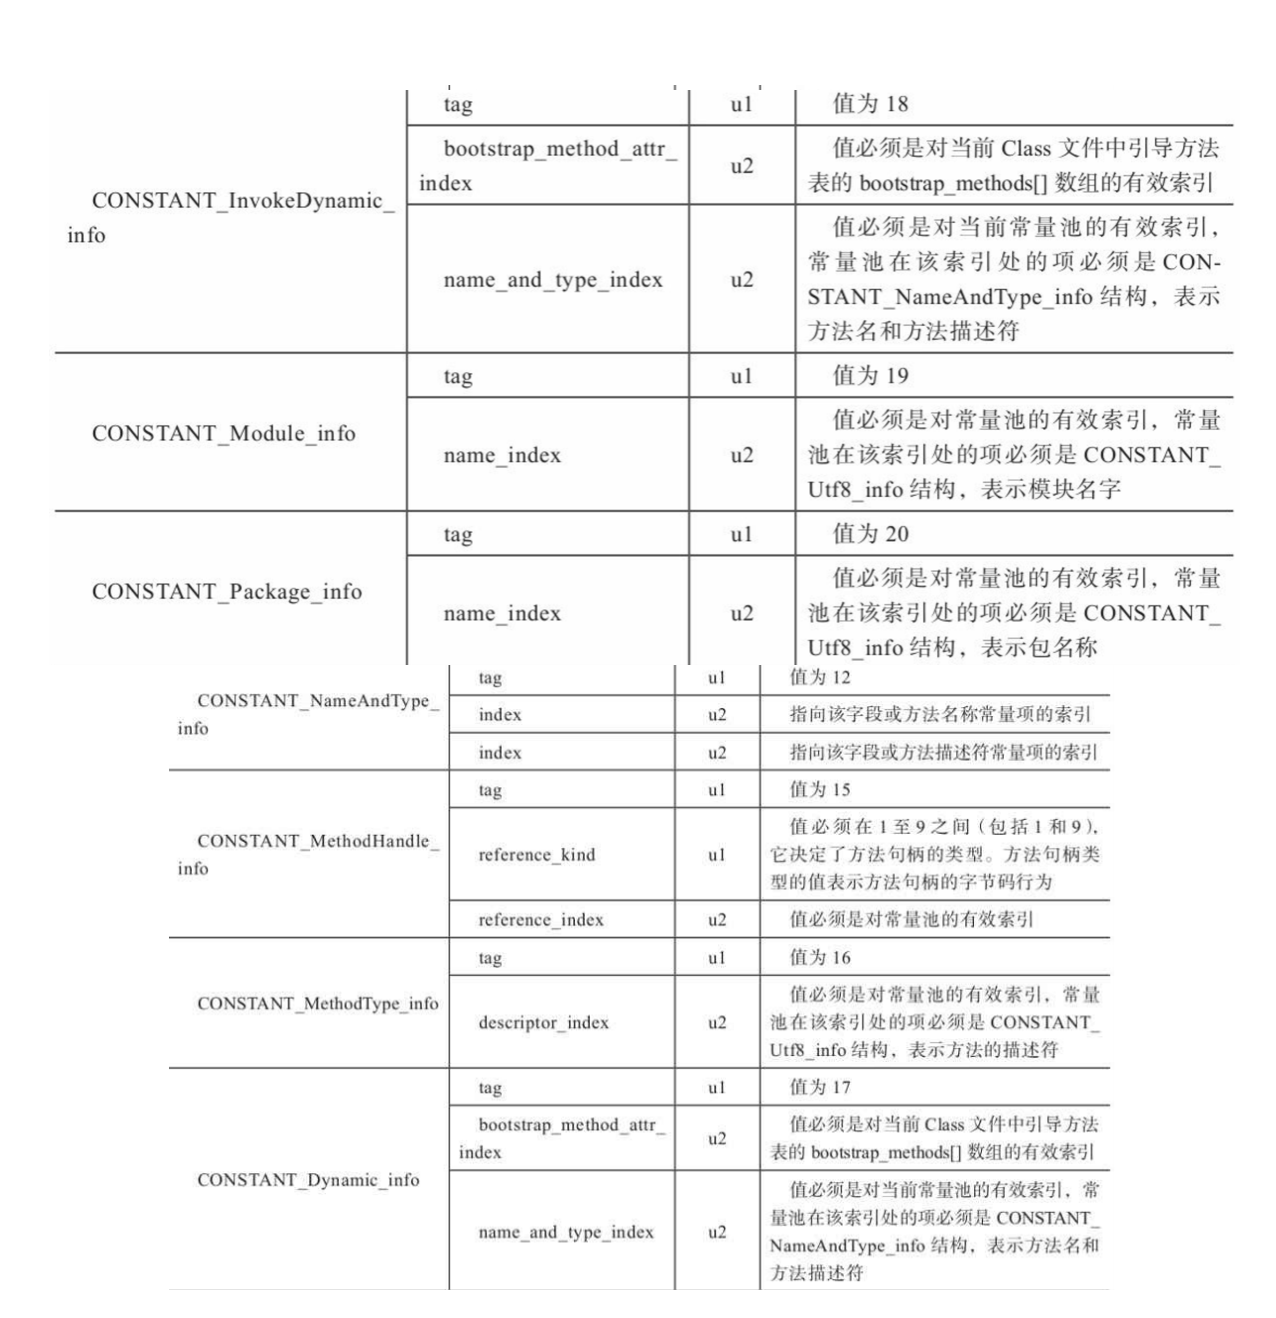 tag u1 值为 18
CONSTANT_InvokeDynamic_
info
bootstrap_method_attr_
index
u2
值必须是对当前 Class 文件中引导方法
表的 bootstrap_methods[] 数组的有效索引
name_and_type_index
u2
值必须是对当前常量池的有效索引，
常量池在该索引处的项必须是 CON-
STANT_NameAndType_info 结构，表示
方法名和方法描述符
CONSTANT_Module_info
tag u1 值为 19
name_index
u2
值必须是对常量池的有效索引，常量
池在该索引处的项必须是 CONSTANT_
Utf8_info 结构，表示模块名字
CONSTANT_Package_info
tag u1 值为 20
name_index
u2
值必须是对常量池的有效索引，常量
池在该索引处的项必须是 CONSTANT_
Utf8_info 结构，表示包名称
CONSTANT_NameAndType_
info
tag u1 值为 12
index u2 指向该字段或方法名称常量项的索引
index u2 指向该字段或方法描述符常量项的索引
CONSTANT_MethodHandle_
info
tag u1 值为 15
reference_kind
u1
值必须在 1 至 9 之间（包括 1 和 9），
它决定了方法句柄的类型。方法句柄类
型的值表示方法句柄的字节码行为
reference_index u2 值必须是对常量池的有效索引
CONSTANT_MethodType_info
tag u1 值为 16
descriptor_index
u2
值必须是对常量池的有效索引，常量
池在该索引处的项必须是 CONSTANT_
Utf8_info 结构，表示方法的描述符
CONSTANT_Dynamic_info
tag u1 值为 17
bootstrap_method_attr_
index
u2
值必须是对当前 Class 文件中引导方法
表的 bootstrap_methods[] 数组的有效索引
name_and_type_index
u2
值必须是对当前常量池的有效索引，常
量池在该索引处的项必须是 CONSTANT_
NameAndType_info 结构，表示方法名和
方法描述符